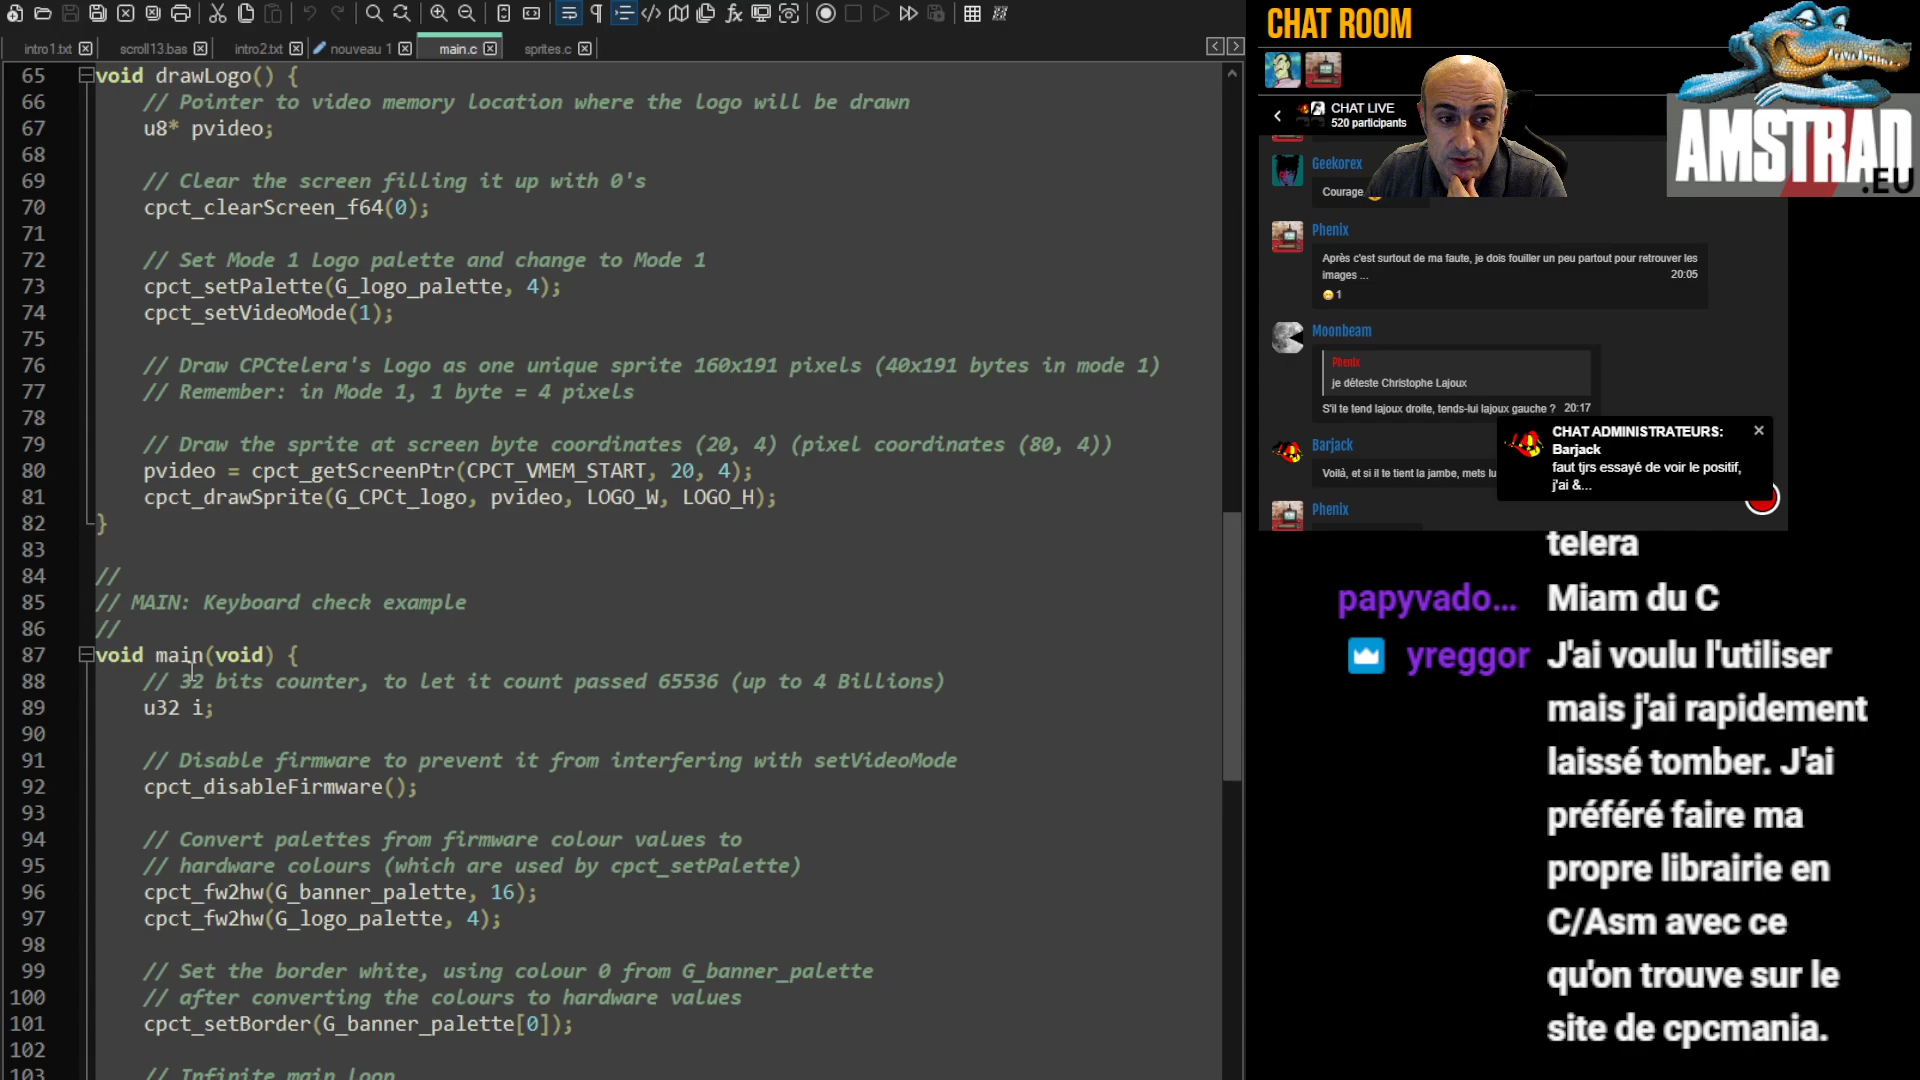 intro1.txt scroll13.bas intro2.txt nouveau 1 main.c sprites.c
65 void drawLogo() {
66 // Pointer to video memory location where the logo will be drawn
67 u8* pvideo;
68
69 // Clear the screen filling it up with 0's
70 cpct_clearScreen_f64(0);
71
72 // Set Mode 1 Logo palette and change to Mode 1
73 cpct_setPalette(G_logo_palette, 4);
74 cpct_setVideoMode(1);
75
76 // Draw CPCtelera's Logo as one unique sprite 160x191 pixels (40x191 bytes in mode 1)
77 // Remember: in Mode 1, 1 byte = 4 pixels
78
79 // Draw the sprite at screen byte coordinates (20, 4) (pixel coordinates (80, 4))
80 pvideo = cpct_getScreenPtr(CPCT_VMEM_START, 20, 4);
81 cpct_drawSprite(G_CPCt_logo, pvideo, LOGO_W, LOGO_H);
82 }
83
84 //
85 // MAIN: Keyboard check example
86 //
87 void main(void) {
88 // 32 bits counter, to let it count passed 65536 (up to 4 Billions)
89 u32 i;
90
91 // Disable firmware to prevent it from interfering with setVideoMode
92 cpct_disableFirmware();
93
94 // Convert palettes from firmware colour values to
95 // hardware colours (which are used by cpct_setPalette)
96 cpct_fw2hw(G_banner_palette, 16);
97 cpct_fw2hw(G_logo_palette, 4);
98
99 // Set the border white, using colour 0 from G_banner_palette
100 // after converting the colours to hardware values
101 cpct_setBorder(G_banner_palette[0]);
102
103 // Infinite main loop
CHAT ROOM
CHAT LIVE
520 participants
AMSTRAD
.EU
Geekorex
Courage
Phenix
Après c'est surtout de ma faute, je dois fouiller un peu partout pour retrouver les
images ... 20:05
1
Moonbeam
Phenix
je déteste Christophe Lajoux
S'il te tend lajoux droite, tends-lui lajoux gauche ? 20:17
Barjack
Voilà, et si il te tient la jambe, mets lu
CHAT ADMINISTRATEURS:
Barjack
faut tjrs essayé de voir le positif,
j'ai &...
Phenix
telera
papyvado... Miam du C
yreggor J'ai voulu l'utiliser
mais j'ai rapidement
laissé tomber. J'ai
préféré faire ma
propre librairie en
C/Asm avec ce
qu'on trouve sur le
site de cpcmania.